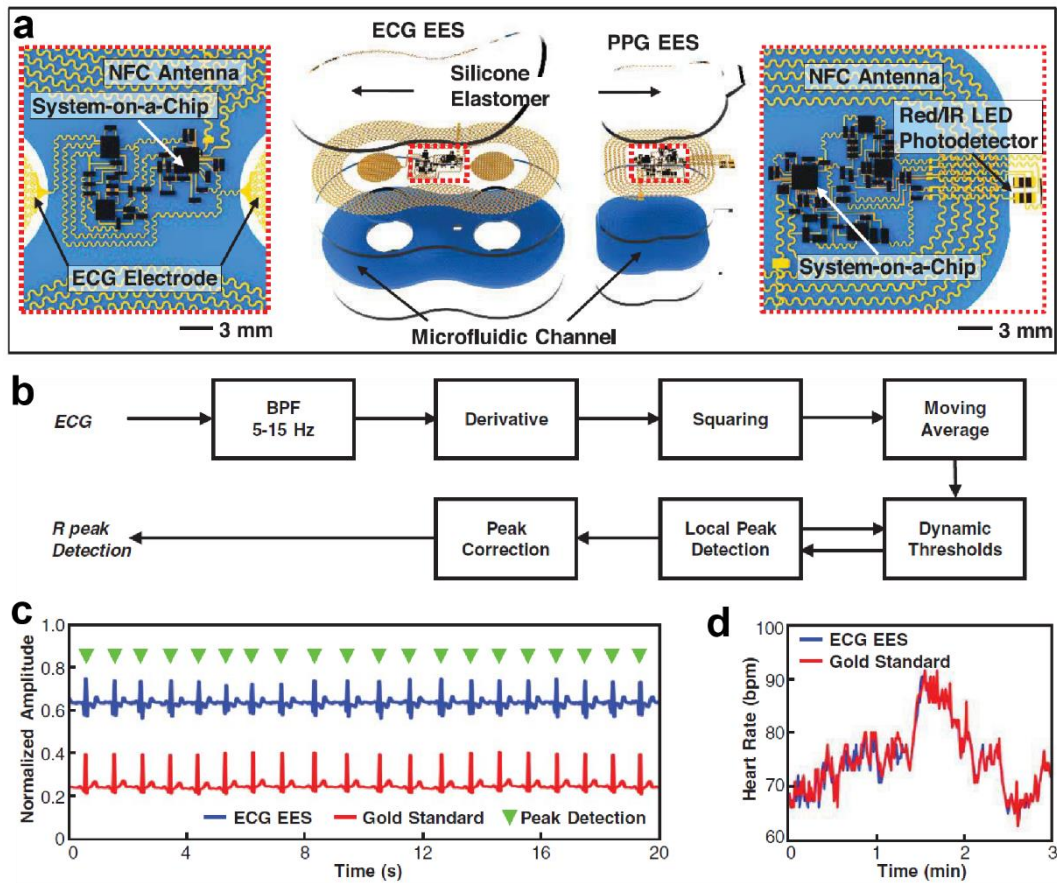 a
ECG EES
PPG EES
NFC Antenna
System-on-a-Chip
ECG Electrode
3 mm
Silicone
Elastomer
Microfluidic Channel
NFC Antenna
Red/IR LED
Photodetector
System-on-a-Chip
3 mm
b
ECG
BPF
5-15 Hz
Derivative
Squaring
Moving
Average
R peak
Detection
Peak
Correction
Local Peak
Detection
Dynamic
Thresholds
c
Normalized Amplitude
1.0
0.8
0.6
0.4
0.2
0
ECG EES
Gold Standard
Peak Detection
0 4 6 8 10 12 14 16 18 20
Time (s)
d
Heart Rate (bpm)
100
90
80
70
60
ECG EES
Gold Standard
0 1 2 3
Time (min)